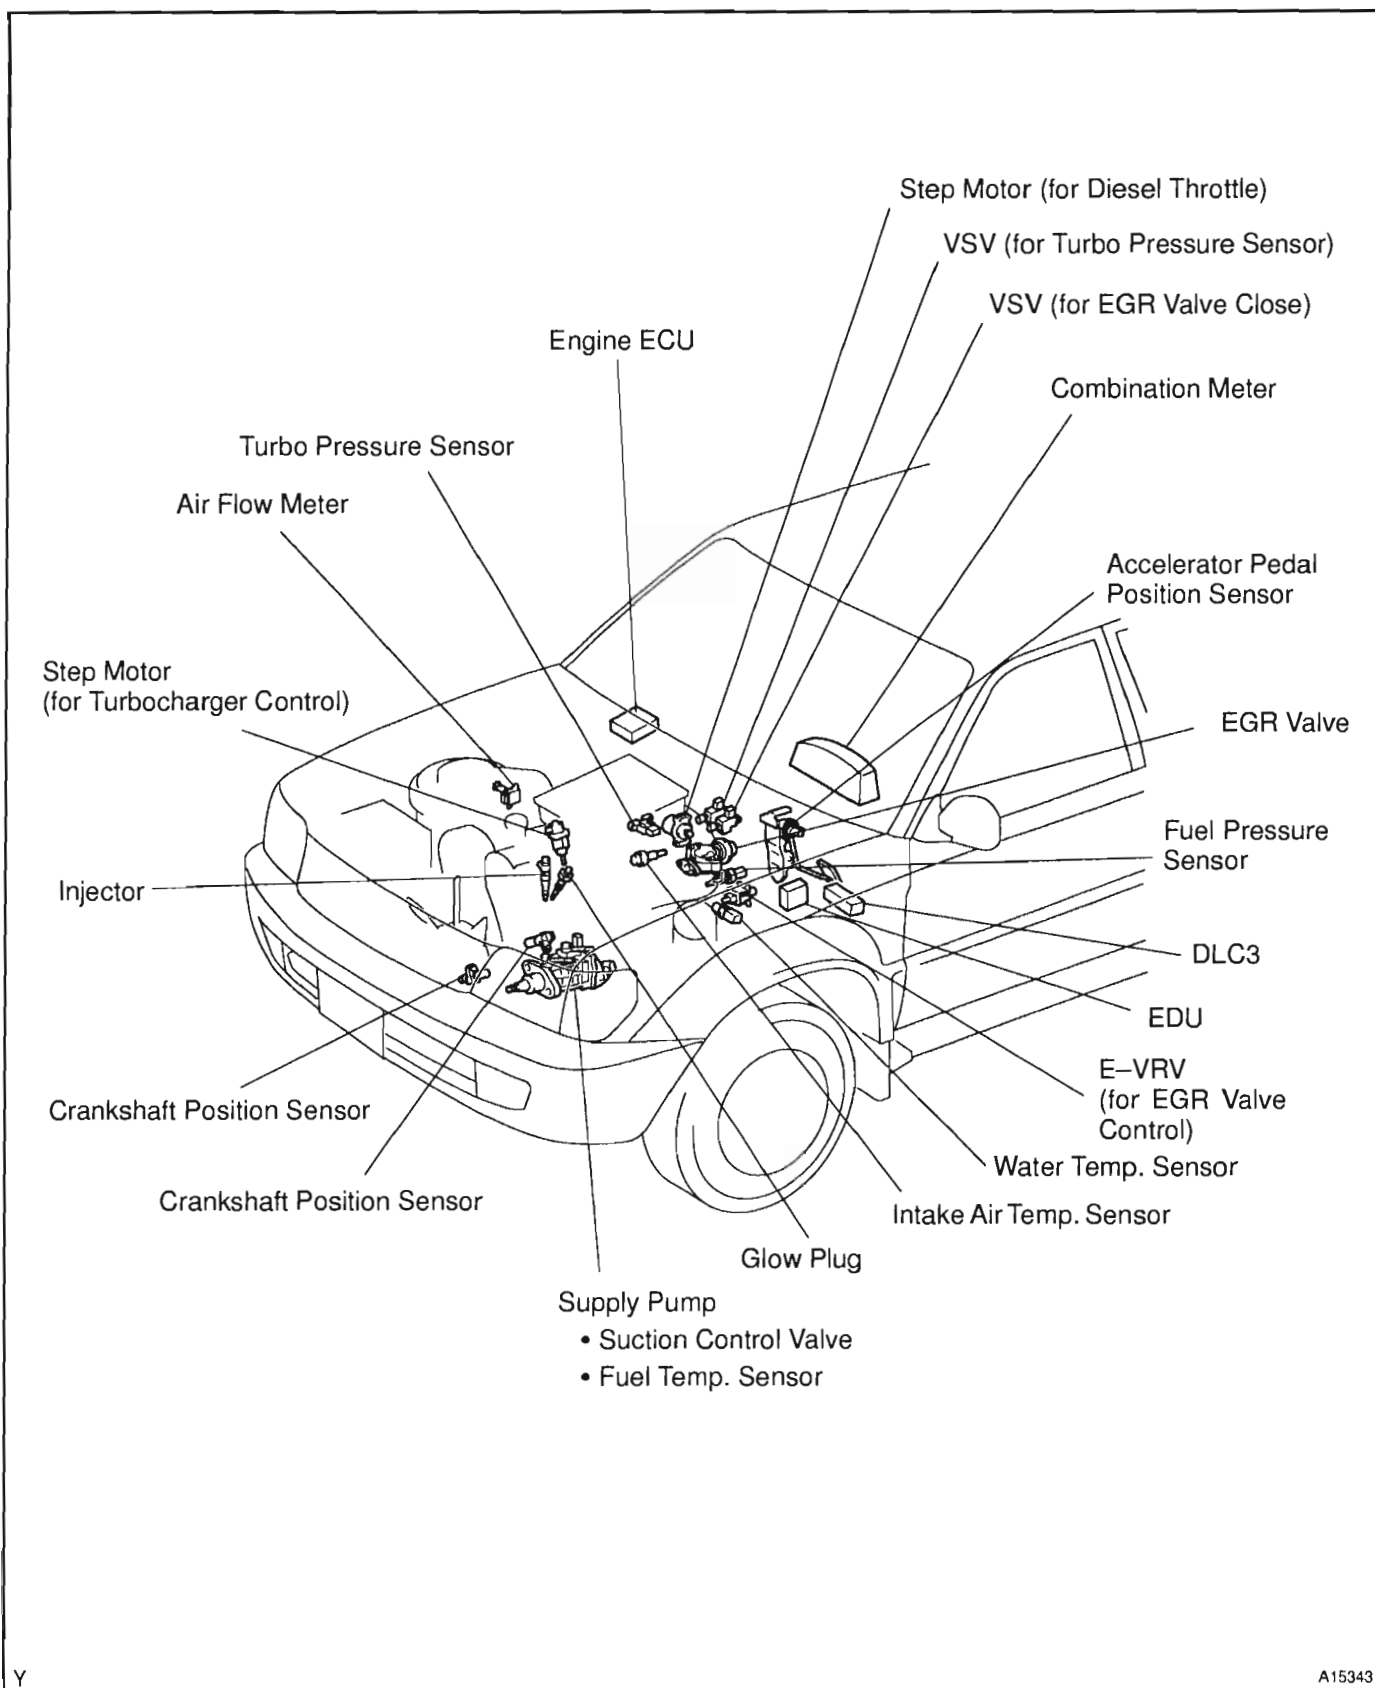 Step Motor (for Diesel Throttle)
VSV (for Turbo Pressure Sensor)
VSV (for EGR Valve Close)
Engine ECU
Combination Meter
Turbo Pressure Sensor
Air Flow Meter
Accelerator Pedal
Position Sensor
Step Motor
(for Turbocharger Control)
EGR Valve
Fuel Pressure
Sensor
Injector
DLC3
EDU
E–VRV
(for EGR Valve
Control)
Crankshaft Position Sensor
Water Temp. Sensor
Crankshaft Position Sensor
Intake Air Temp. Sensor
Glow Plug
Supply Pump
• Suction Control Valve
• Fuel Temp. Sensor
Y
A15343